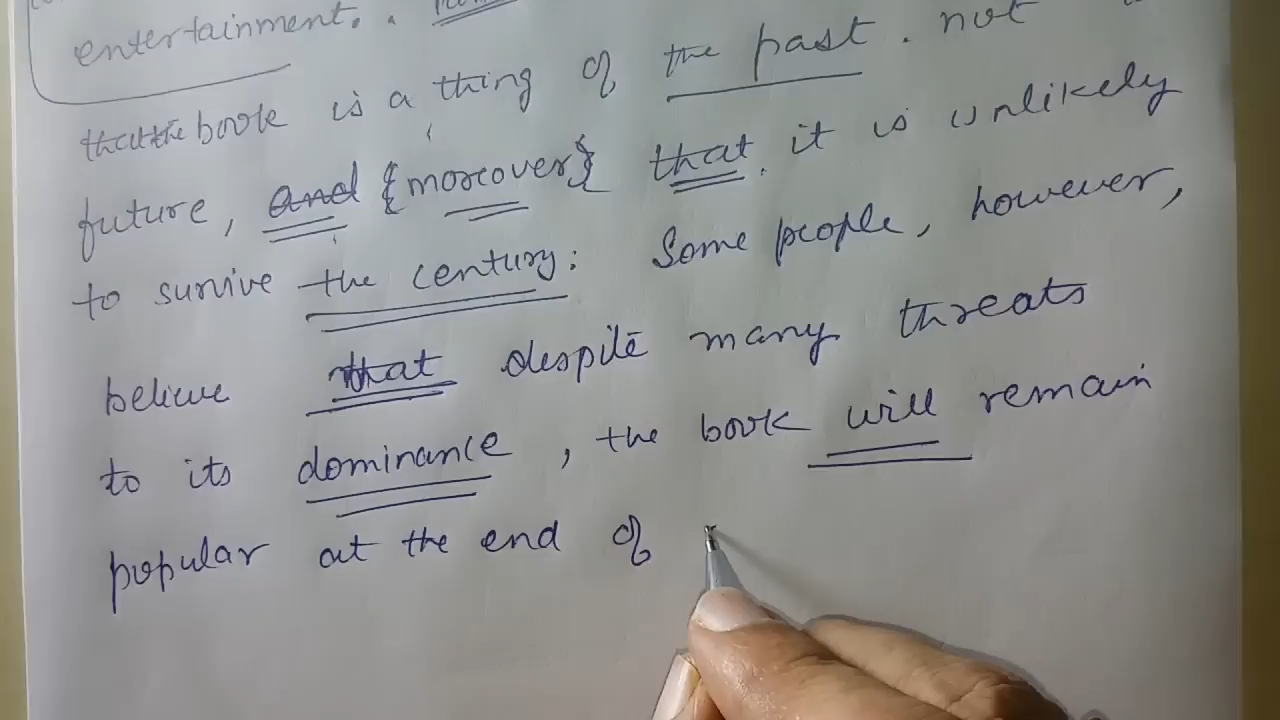 entertainment.
that the book is a thing of the past. not
future, and {moreover} that. it is unlikely
to survive the century: Some people, however,
believe that despite many threats
to its dominance, the book will remain
popular at the end of